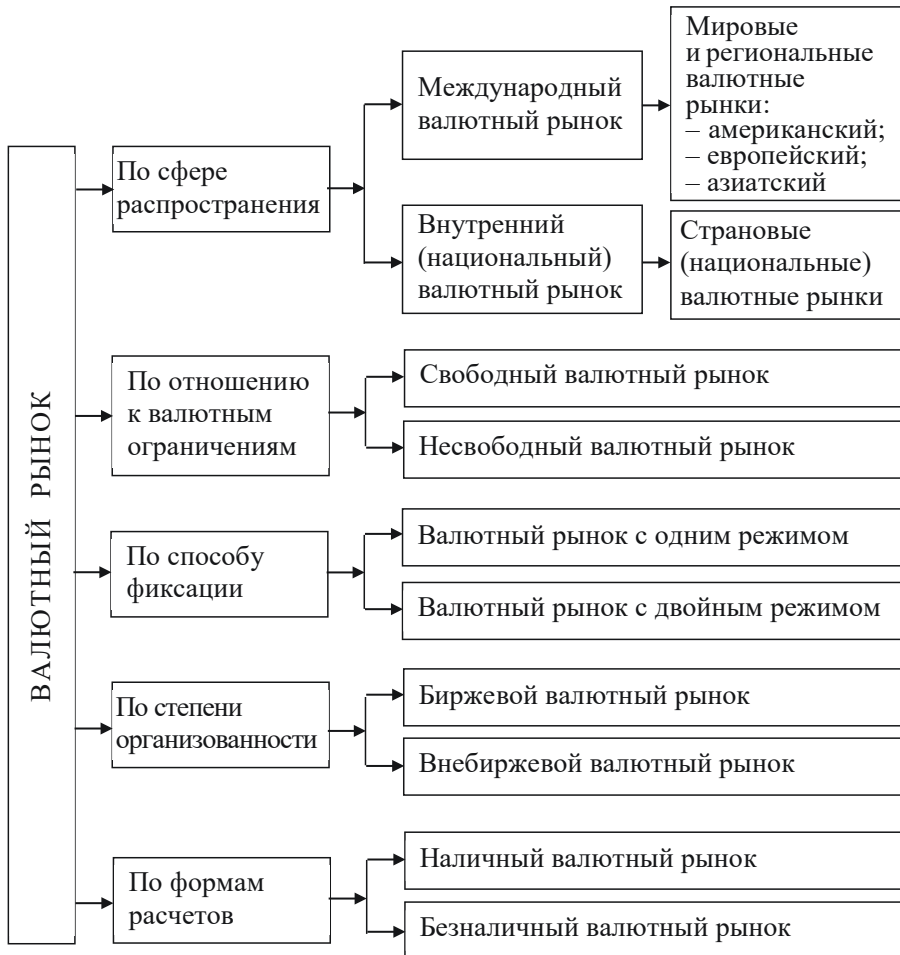 ВАЛЮТНЫЙ РЫНОК
По сфере
распространения
Международный
валютный рынок
Мировые
и региональные
валютные
рынки:
– американский;
– европейский;
– азиатский
Внутренний
(национальный)
валютный рынок
Страновые
(национальные)
валютные рынки
По отношению
к валютным
ограничениям
Свободный валютный рынок
Несвободный валютный рынок
По способу
фиксации
Валютный рынок с одним режимом
Валютный рынок с двойным режимом
По степени
организованности
Биржевой валютный рынок
Внебиржевой валютный рынок
По формам
расчетов
Наличный валютный рынок
Безналичный валютный рынок